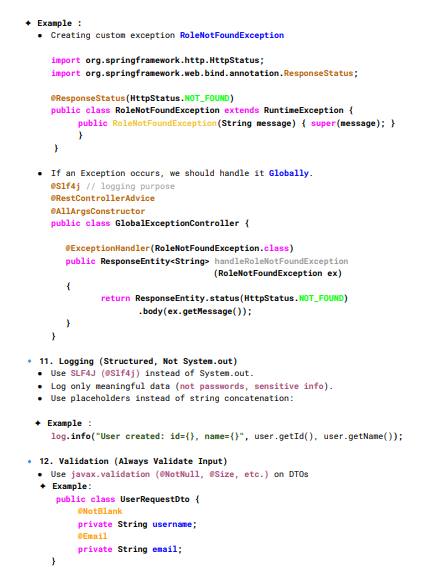 ✦ Example :
● Creating custom exception RoleNotFoundException
import org.springframework.http.HttpStatus;
import org.springframework.web.bind.annotation.ResponseStatus;
@ResponseStatus(HttpStatus.NOT_FOUND)
public class RoleNotFoundException extends RuntimeException {
public RoleNotFoundException(String message) { super(message); }
}
}
● If an Exception occurs, we should handle it Globally.
@Slf4j // logging purpose
@RestControllerAdvice
@AllArgsConstructor
public class GlobalExceptionController {
@ExceptionHandler(RoleNotFoundException.class)
public ResponseEntity<String> handleRoleNotFoundException
(RoleNotFoundException ex)
{
return ResponseEntity.status(HttpStatus.NOT_FOUND)
.body(ex.getMessage());
}
}
• 11. Logging (Structured, Not System.out)
● Use SLF4J (@Slf4j) instead of System.out.
● Log only meaningful data (not passwords, sensitive info).
● Use placeholders instead of string concatenation:
✦ Example :
log.info("User created: id={}, name={}", user.getId(), user.getName());
• 12. Validation (Always Validate Input)
● Use javax.validation (@NotNull, @Size, etc.) on DTOs
✦ Example:
public class UserRequestDto {
@NotBlank
private String username;
@Email
private String email;
}